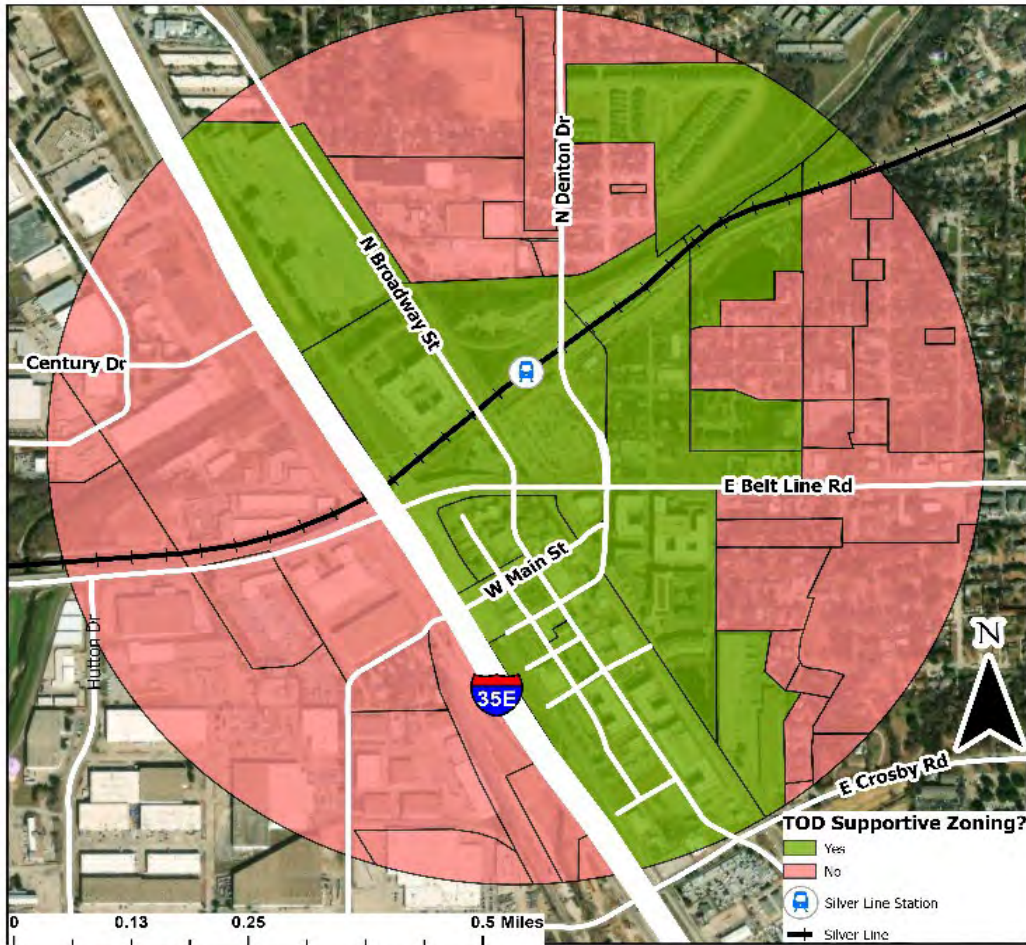 N Denton Dr
N Broadway St
Century Dr
E Belt Line Rd
W Main St
Hutton Dr
35E
N
E Crosby Rd
TOD Supportive Zoning?
Yes
No
Silver Line Station
Silver Line
0 0.13 0.25 0.5 Miles